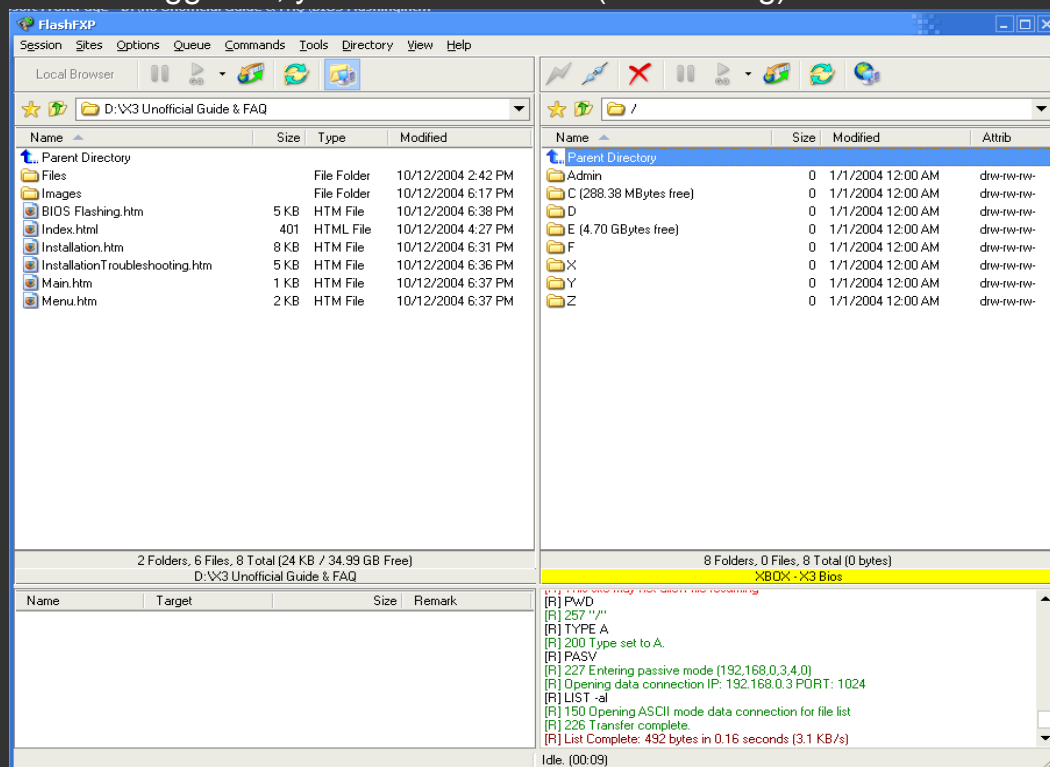 FlashFXP
Session Sites Options Queue Commands Tools Directory View Help
Local Browser
D:\X3 Unofficial Guide & FAQ
/
Name Size Type Modified
Parent Directory
Files File Folder 10/12/2004 2:42 PM
Images File Folder 10/12/2004 6:17 PM
BIOS Flashing.htm 5 KB HTM File 10/12/2004 6:38 PM
Index.html 401 HTML File 10/12/2004 4:27 PM
Installation.htm 8 KB HTM File 10/12/2004 6:31 PM
InstallationTroubleshooting.htm 5 KB HTM File 10/12/2004 6:36 PM
Main.htm 1 KB HTM File 10/12/2004 6:37 PM
Menu.htm 2 KB HTM File 10/12/2004 6:37 PM
2 Folders, 6 Files, 8 Total (24 KB / 34.99 GB Free)
D:\X3 Unofficial Guide & FAQ
Name Size Modified Attrib
Parent Directory
Admin 0 1/1/2004 12:00 AM drw-rw-rw-
C (288.38 MBytes free) 0 1/1/2004 12:00 AM drw-rw-rw-
D 0 1/1/2004 12:00 AM drw-rw-rw-
E (4.70 GBytes free) 0 1/1/2004 12:00 AM drw-rw-rw-
F 0 1/1/2004 12:00 AM drw-rw-rw-
X 0 1/1/2004 12:00 AM drw-rw-rw-
Y 0 1/1/2004 12:00 AM drw-rw-rw-
Z 0 1/1/2004 12:00 AM drw-rw-rw-
8 Folders, 0 Files, 8 Total (0 bytes)
XBOX - X3 Bios
Name Target Size Remark
[R] PWD
[R] 257 "/"
[R] TYPE A
[R] 200 Type set to A.
[R] PASV
[R] 227 Entering passive mode (192,168,0,3,4,0)
[R] Opening data connection IP: 192.168.0.3 PORT: 1024
[R] LIST -al
[R] 150 Opening ASCII mode data connection for file list
[R] 226 Transfer complete.
[R] List Complete: 492 bytes in 0.16 seconds (3.1 KB/s)
Idle. (00:09)